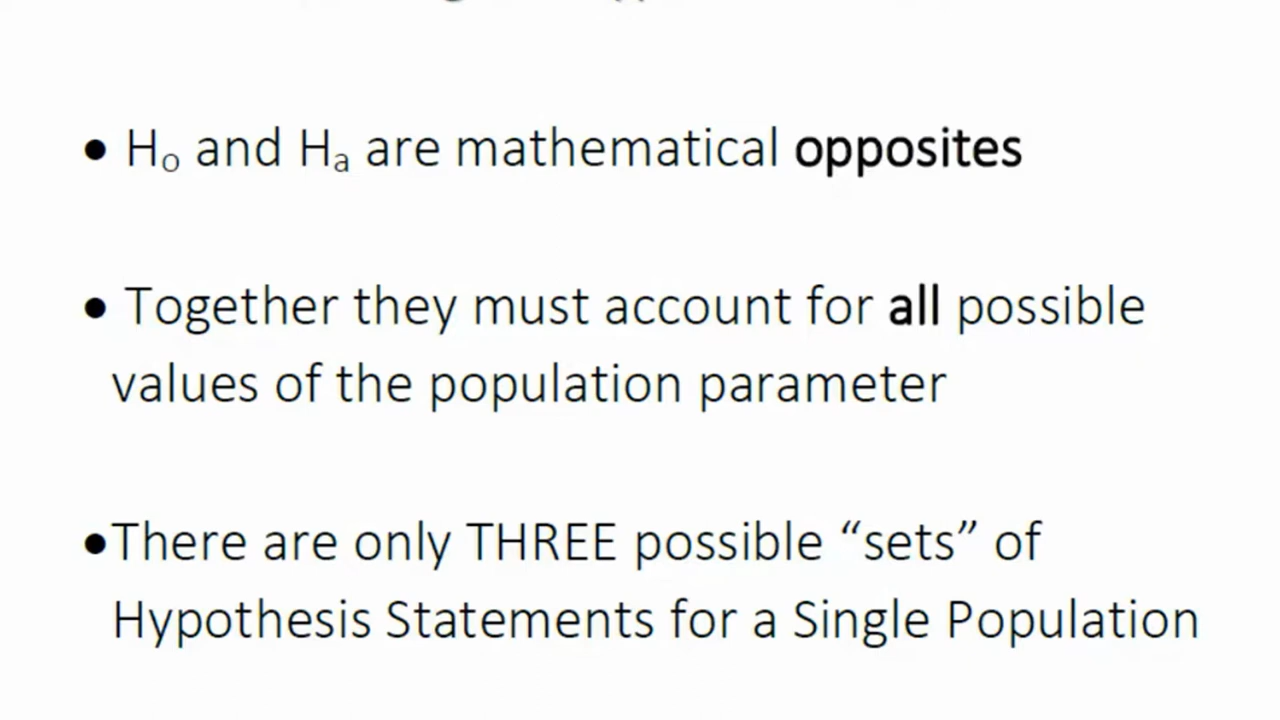 • Ho and Ha are mathematical opposites
• Together they must account for all possible
values of the population parameter
•There are only THREE possible “sets” of
Hypothesis Statements for a Single Population